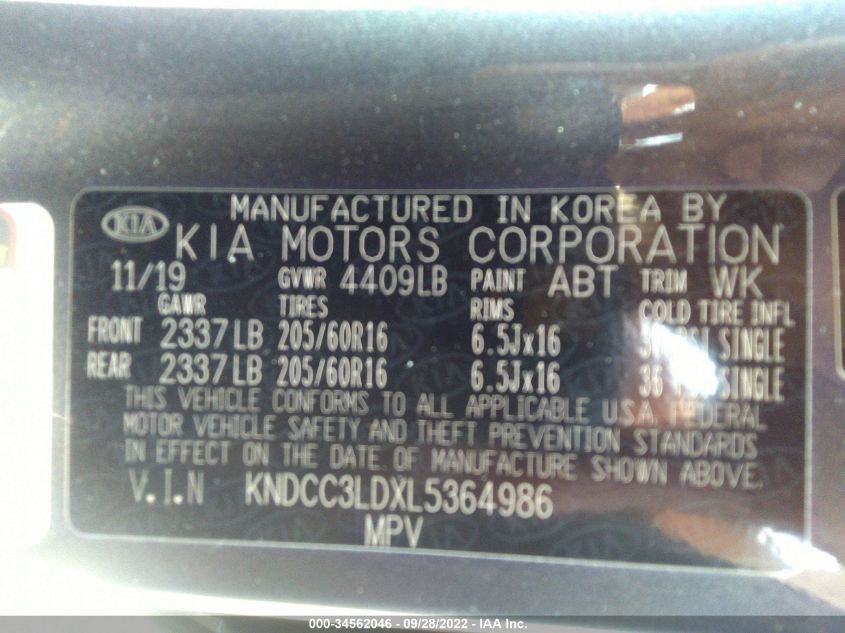 MANUFACTURED IN KOREA BY
KIA KIA MOTORS CORPORATION
11/19 GVWR 4409LB PAINT ABT TRIM WK
GAWR TIRES RIMS COLD TIRE INFL
FRONT 2337LB 205/60R16 6.5Jx16 SINGLE
REAR 2337LB 205/60R16 6.5Jx16 36 SINGLE
THIS VEHICLE CONFORMS TO ALL APPLICABLE U.S.A. FEDERAL
MOTOR VEHICLE SAFETY AND THEFT PREVENTION STANDARDS
IN EFFECT ON THE DATE OF MANUFACTURE SHOWN ABOVE.
V.I.N KNDCC3LDXL5364986
MPV
000-34562046 - 09/28/2022 - IAA Inc.